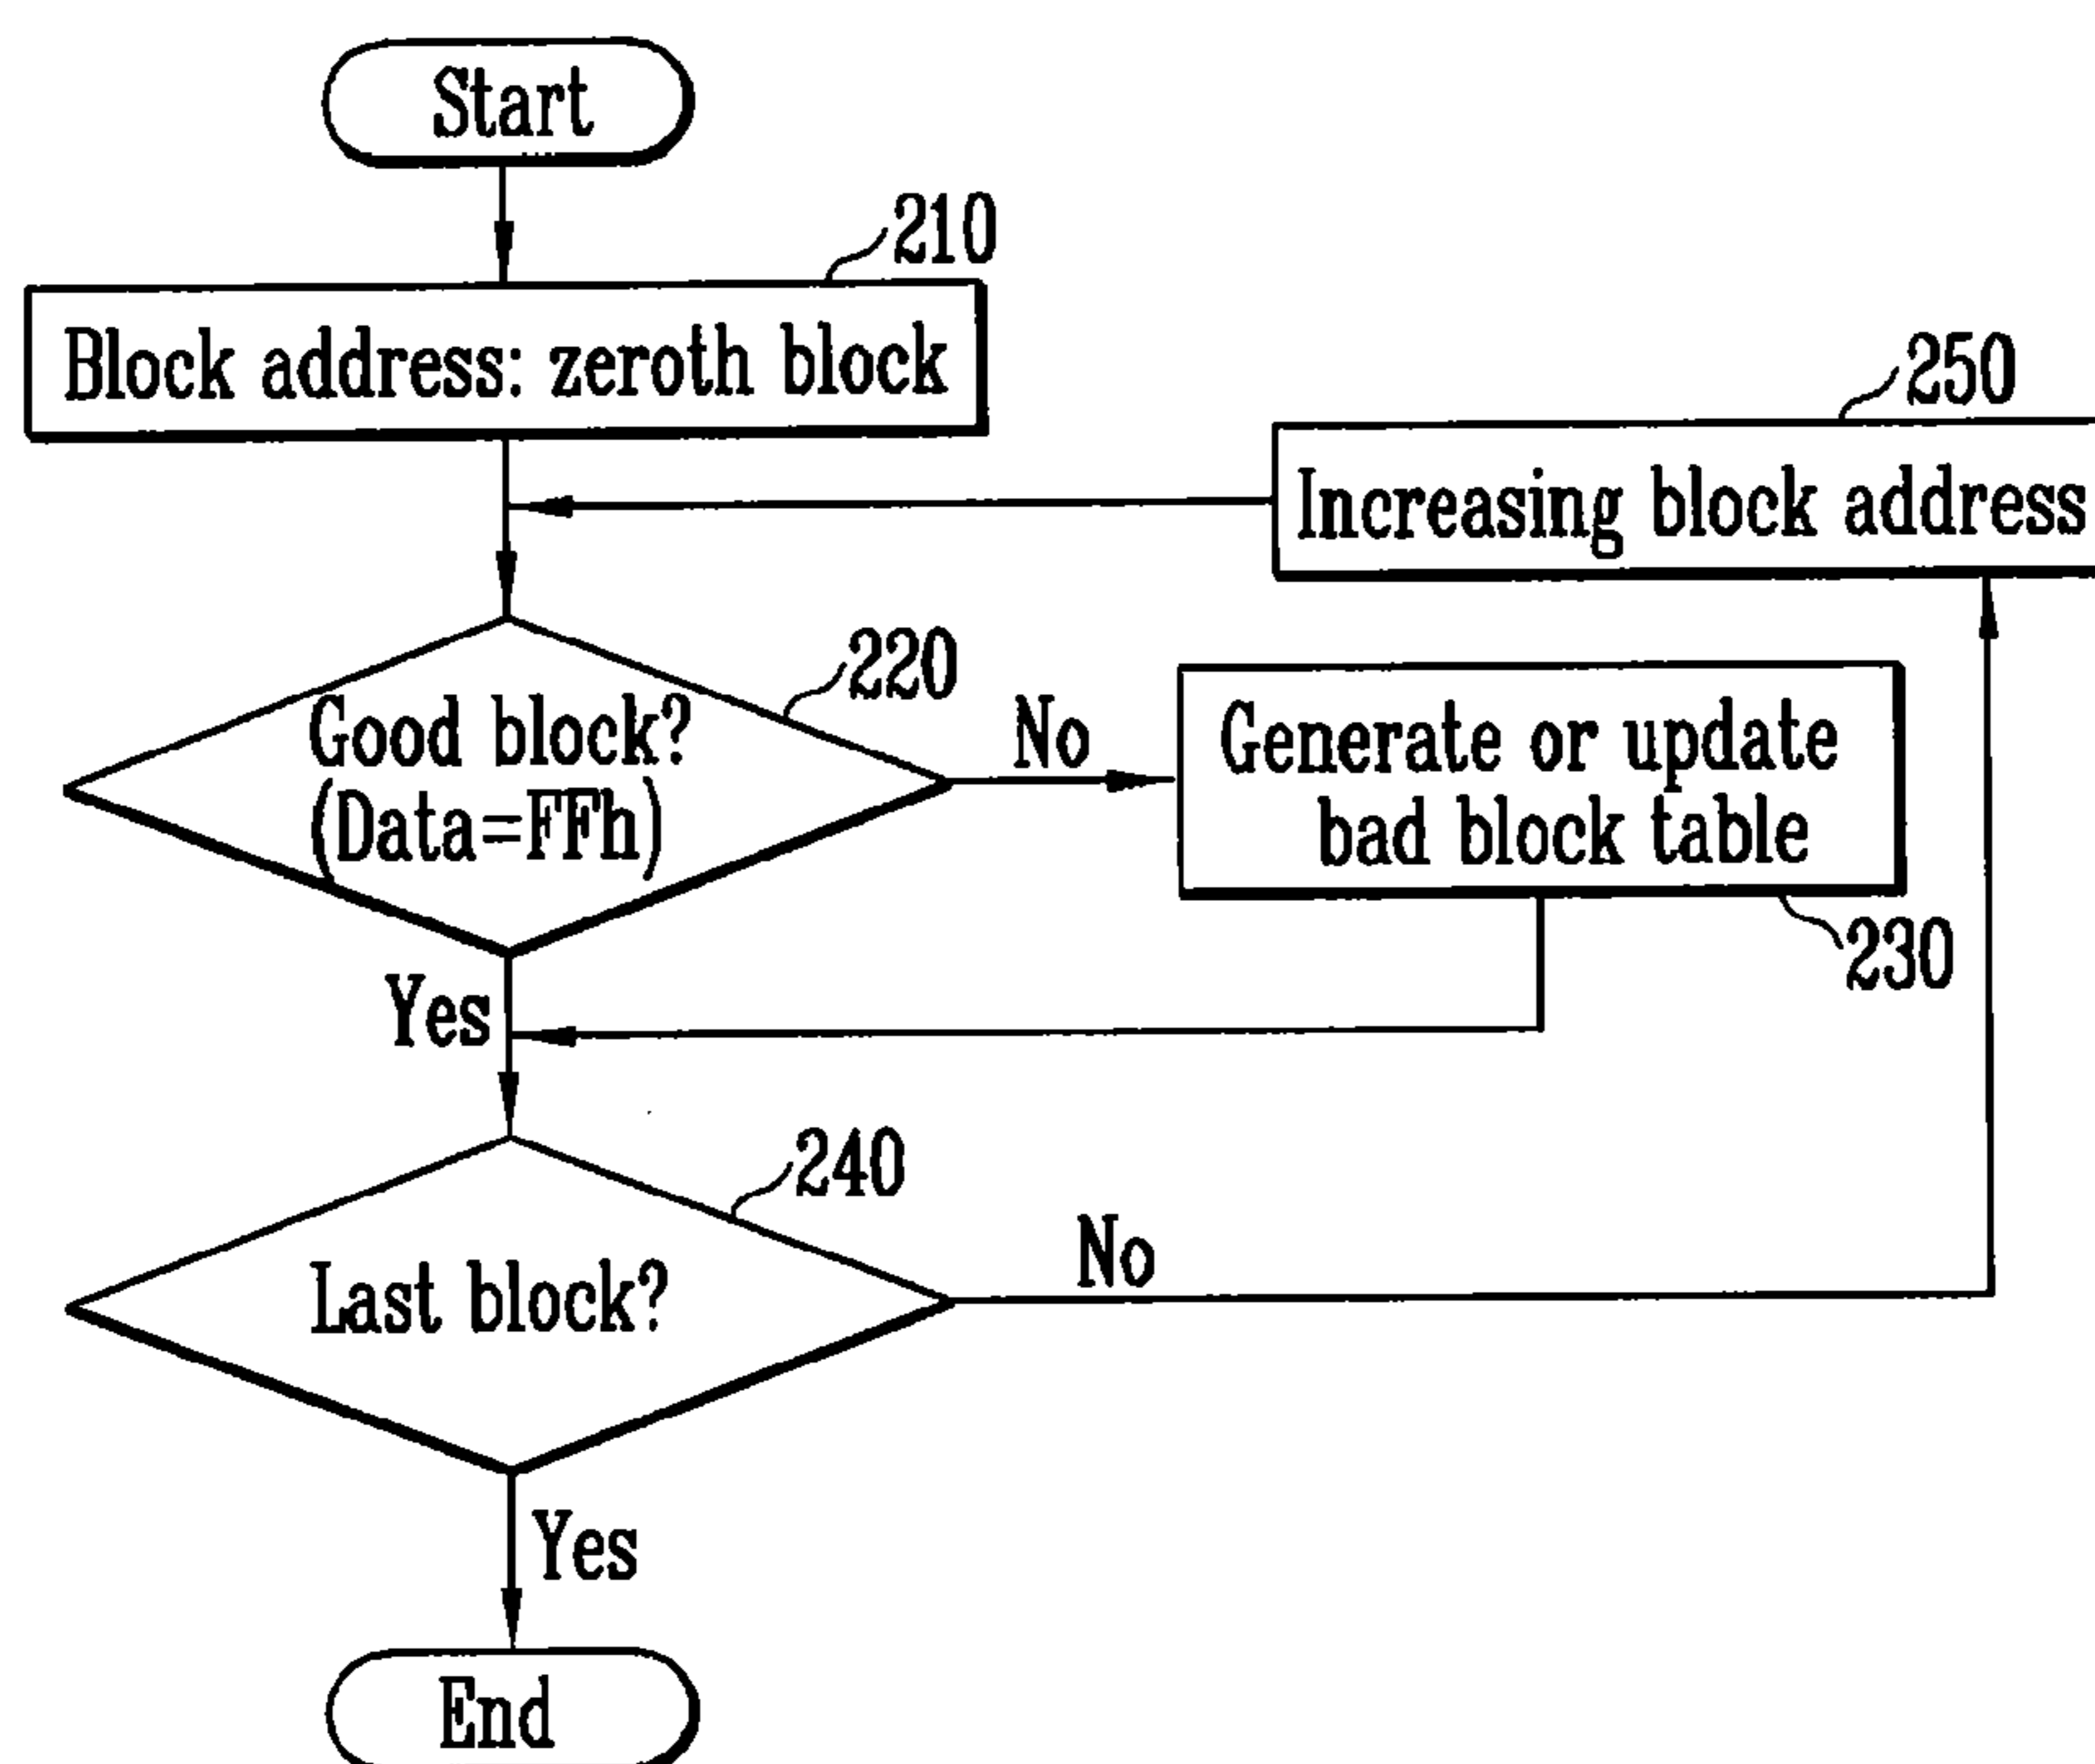 Start
210
Block address: zeroth block
250
Increasing block address
220
Good block?
(Data=FFh)
No
Generate or update
bad block table
230
Yes
240
Last block?
No
Yes
End